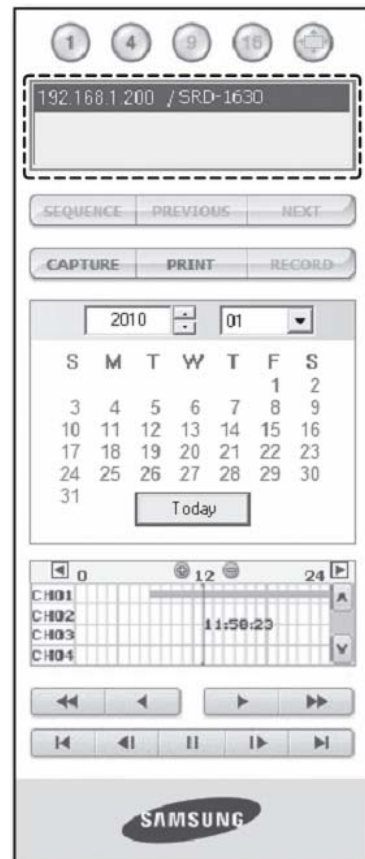 1 4 9 16
192.168.1.200 / SRD-1630
SEQUENCE PREVIOUS NEXT
CAPTURE PRINT RECORD
2010 01
S M T W T F S
1 2
3 4 5 6 7 8 9
10 11 12 13 14 15 16
17 18 19 20 21 22 23
24 25 26 27 28 29 30
31
Today
0 12 24
CH01
CH02
11:50:23
CH03
CH04
SAMSUNG